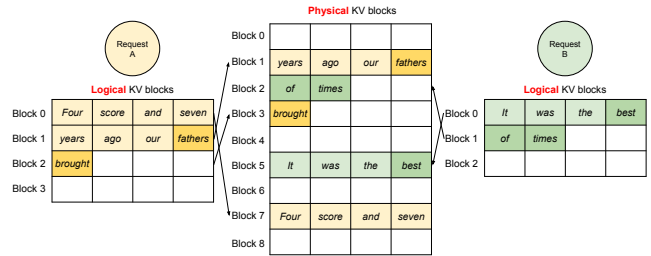 Physical KV blocks
Request
A
Logical KV blocks
Block 0 Four score and seven
Block 1 years ago our fathers
Block 2 brought
Block 3
Block 0
Block 1 years ago our fathers
Block 2 of times
Block 3 brought
Block 4
Block 5 It was the best
Block 6
Block 7 Four score and seven
Block 8
Request
B
Logical KV blocks
Block 0 It was the best
Block 1 of times
Block 2